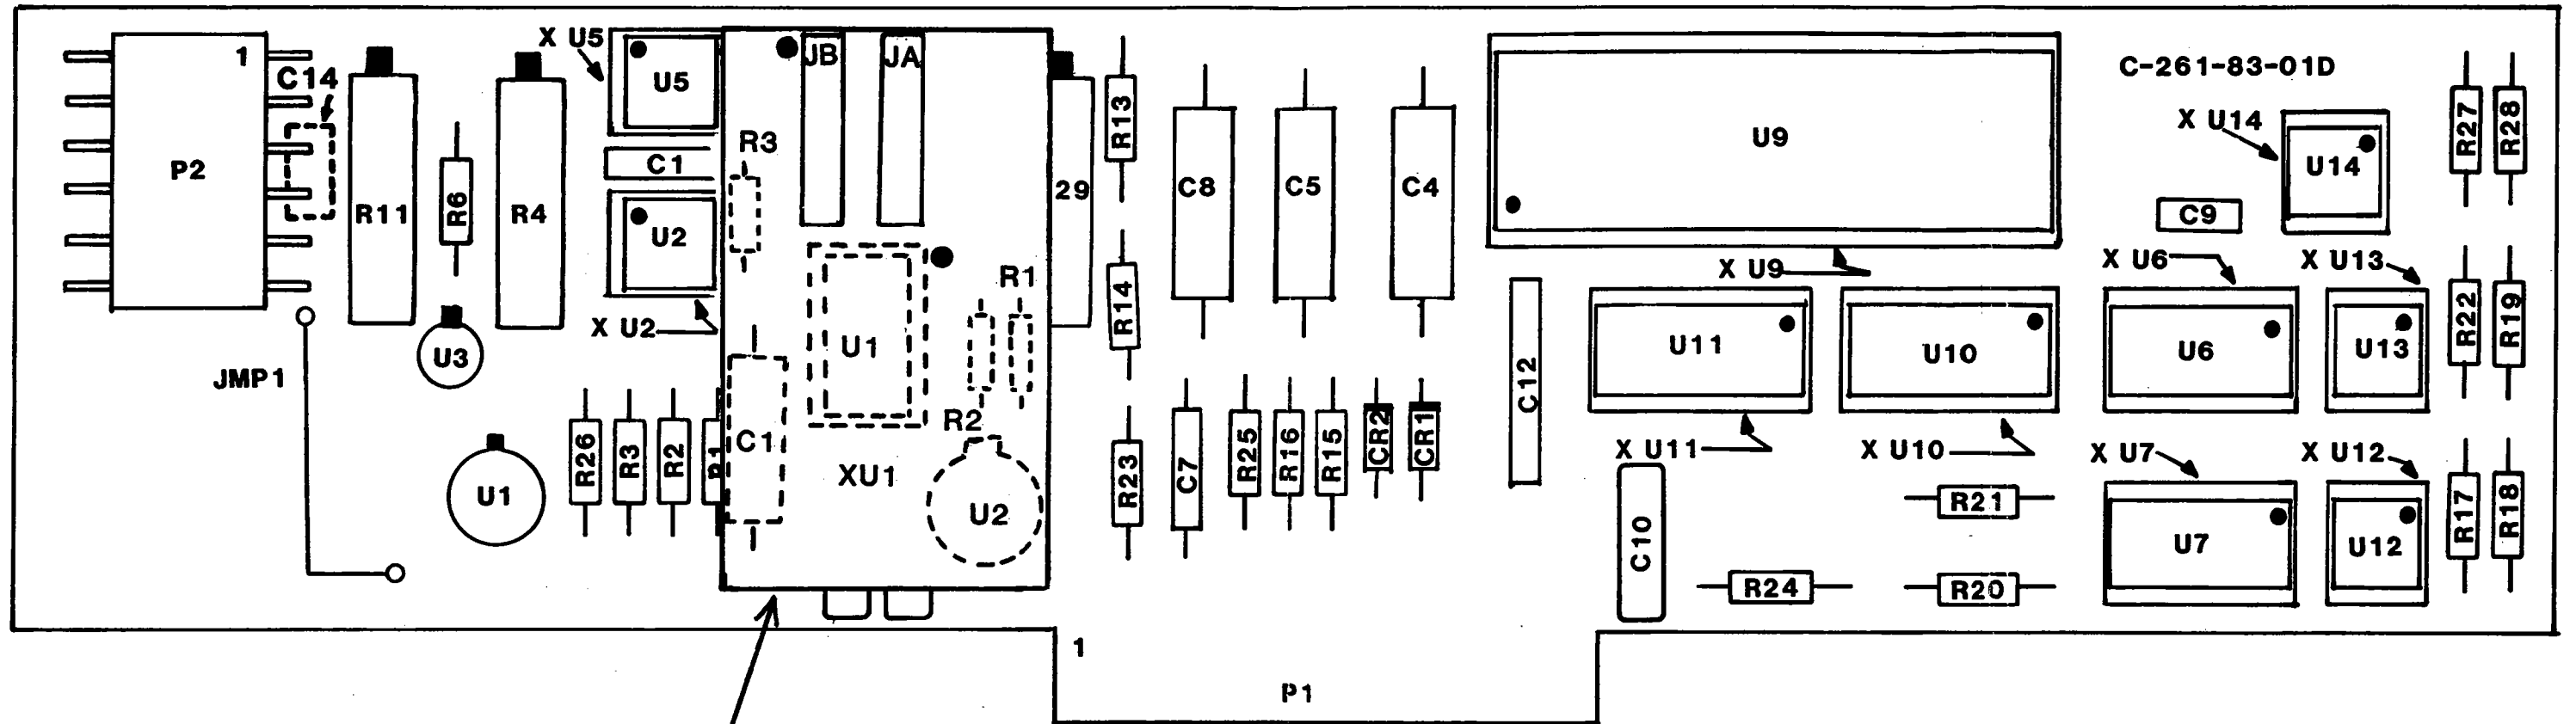 1
P2
C14
R11
R6
R4
X U5
U5
C1
U2
X U2
U3
JMP1
U1
R26
R3
R2
R1
JB
JA
R3
U1
R1
R2
C1
XU1
U2
29
R13
R14
R23
C8
C5
C4
C7
R25
R16
R15
CR2
CR1
U9
X U9
C12
C10
U11
X U11
U10
X U10
R24
R21
R20
C-261-83-01D
X U14
U14
C9
X U6
U6
X U13
U13
X U7
U7
X U12
U12
R27
R28
R22
R19
R17
R18
1
P1